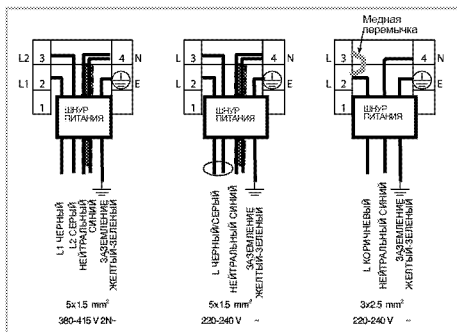 Медная
перемычка
L2 3 4 N
L1 2 E
1
ШНУР
ПИТАНИЯ
L1 ЧЕРНЫЙ
L2 СЕРЫЙ
НЕЙТРАЛЬНЫЙ
СИНИЙ
ЗАЗЕМЛЕНИЕ
ЖЕЛТЫЙ-ЗЕЛЕНЫЙ
5x1.5 mm²
380-415 V 2N~
L 3 4 N
L 2 E
1
ШНУР
ПИТАНИЯ
L ЧЕРНЫЙ/СЕРЫЙ
НЕЙТРАЛЬНЫЙ СИНИЙ
ЗАЗЕМЛЕНИЕ
ЖЕЛТЫЙ-ЗЕЛЕНЫЙ
5x1.5 mm²
220-240 V ~
L 3 4 N
L 2 E
1
ШНУР
ПИТАНИЯ
L КОРИЧНЕВЫЙ
НЕЙТРАЛЬНЫЙ СИНИЙ
ЗАЗЕМЛЕНИЕ
ЖЕЛТЫЙ-ЗЕЛЕНЫЙ
3x2.5 mm²
220-240 V ~